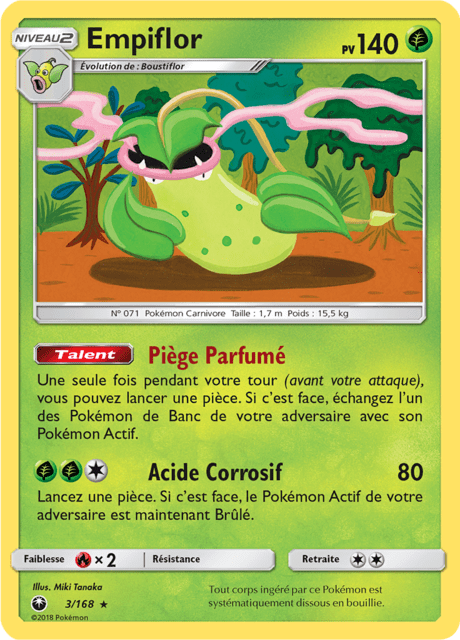 NIVEAU2 Empiflor PV140
Évolution de : Boustiflor
N° 071 Pokémon Carnivore Taille : 1,7 m Poids : 15,5 kg
Talent Piège Parfumé
Une seule fois pendant votre tour (avant votre attaque),
vous pouvez lancer une pièce. Si c'est face, échangez l'un
des Pokémon de Banc de votre adversaire avec son
Pokémon Actif.
Acide Corrosif 80
Lancez une pièce. Si c'est face, le Pokémon Actif de votre
adversaire est maintenant Brûlé.
Faiblesse ×2 Résistance Retraite
Illus. Miki Tanaka
3/168 ★
©2018 Pokémon
Tout corps ingéré par ce Pokémon est
systématiquement dissous en bouillie.